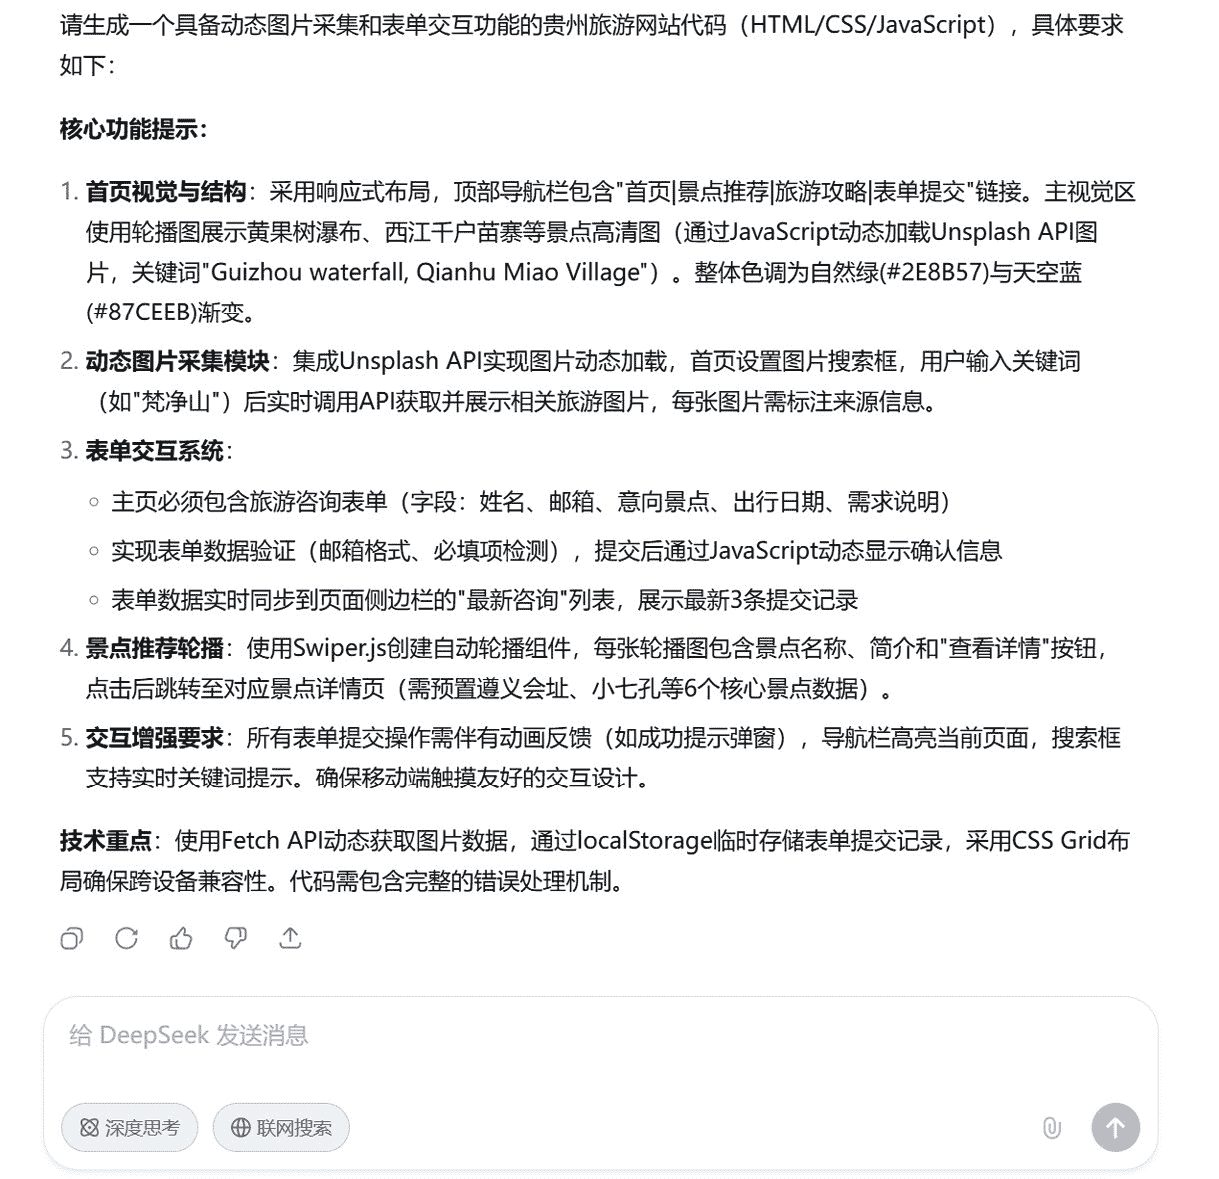 请生成一个具备动态图片采集和表单交互功能的贵州旅游网站代码（HTML/CSS/JavaScript），具体要求
如下：
核心功能提示：
1. 首页视觉与结构：采用响应式布局，顶部导航栏包含"首页|景点推荐|旅游攻略|表单提交"链接。主视觉区
使用轮播图展示黄果树瀑布、西江千户苗寨等景点高清图（通过JavaScript动态加载Unsplash API图
片，关键词"Guizhou waterfall, Qianhu Miao Village"）。整体色调为自然绿(#2E8B57)与天空蓝
(#87CEEB)渐变。
2. 动态图片采集模块：集成Unsplash API实现图片动态加载，首页设置图片搜索框，用户输入关键词
（如"梵净山"）后实时调用API获取并展示相关旅游图片，每张图片需标注来源信息。
3. 表单交互系统：
○ 主页必须包含旅游咨询表单（字段：姓名、邮箱、意向景点、出行日期、需求说明）
○ 实现表单数据验证（邮箱格式、必填项检测），提交后通过JavaScript动态显示确认信息
○ 表单数据实时同步到页面侧边栏的"最新咨询"列表，展示最新3条提交记录
4. 景点推荐轮播：使用Swiper.js创建自动轮播组件，每张轮播图包含景点名称、简介和"查看详情"按钮，
点击后跳转至对应景点详情页（需预置遵义会址、小七孔等6个核心景点数据）。
5. 交互增强要求：所有表单提交操作需伴有动画反馈（如成功提示弹窗），导航栏高亮当前页面，搜索框
支持实时关键词提示。确保移动端触摸友好的交互设计。
技术重点：使用Fetch API动态获取图片数据，通过localStorage临时存储表单提交记录，采用CSS Grid布
局确保跨设备兼容性。代码需包含完整的错误处理机制。
给 DeepSeek 发送消息
深度思考
联网搜索